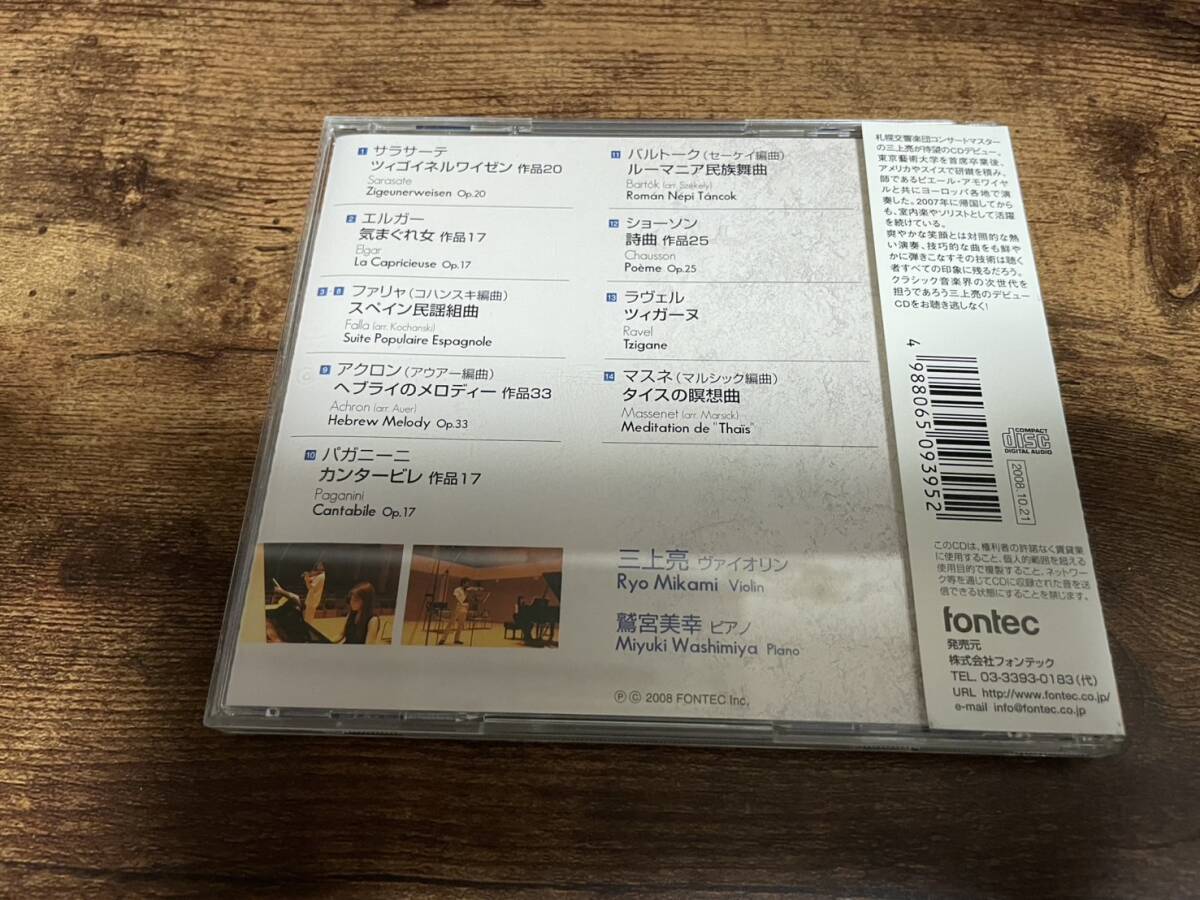 1 サラサーテ
ツィゴイネルワイゼン 作品20
Sarasate
Zigeunerweisen Op.20
2 エルガー
気まぐれ女 作品17
Elgar
La Capricieuse Op.17
3-8 ファリャ(コハンスキ編曲)
スペイン民謡組曲
Falla (arr. Kochanski)
Suite Populaire Espagnole
9 アクロン(アウアー編曲)
ヘブライのメロディー 作品33
Achron (arr. Auer)
Hebrew Melody Op.33
10 パガニーニ
カンタービレ 作品17
Paganini
Cantabile Op.17
11 バルトーク(セーケイ編曲)
ルーマニア民族舞曲
Bartók (arr. Székely)
Román Népi Táncok
12 ショーソン
詩曲 作品25
Chausson
Poème Op.25
13 ラヴェル
ツィガーヌ
Ravel
Tzigane
14 マスネ(マルシック編曲)
タイスの瞑想曲
Massenet (arr. Marsick)
Meditation de "Thaïs"
三上亮 ヴァイオリン
Ryo Mikami Violin
鷲宮美幸 ピアノ
Miyuki Washimiya Piano
Ⓟ Ⓒ 2008 FONTEC Inc.
札幌交響楽団コンサートマスター
の三上亮が待望のCDデビュー。
東京藝術大学を首席卒業後、
アメリカやスイスで研鑽を積み、
師であるピエール・アモワイヤ
ルと共にヨーロッパ各地で演
奏した。2007年に帰国してから
も、室内楽やソリストとして活躍
を続けている。
爽やかな笑顔とは対照的な熱
い演奏、技巧的な曲をも鮮や
かに弾きこなすその技術は聴く
者すべての印象に残るだろう。
クラシック音楽界の次世代を
担うであろう三上亮のデビュー
CDをお聴き逃しなく!
4 988065 093952
COMPACT
disc
DIGITAL AUDIO
2008.10.21
このCDは、権利者の許諾なく賃貸業
に使用すること、個人的範囲を超える
使用目的で複製すること、ネットワー
ク等を通じてCDに収録された音を送
信できる状態にすることを禁じます。
fontec
発売元
株式会社フォンテック
TEL. 03-3393-0183(代)
URL http://www.fontec.co.jp/
e-mail info@fontec.co.jp